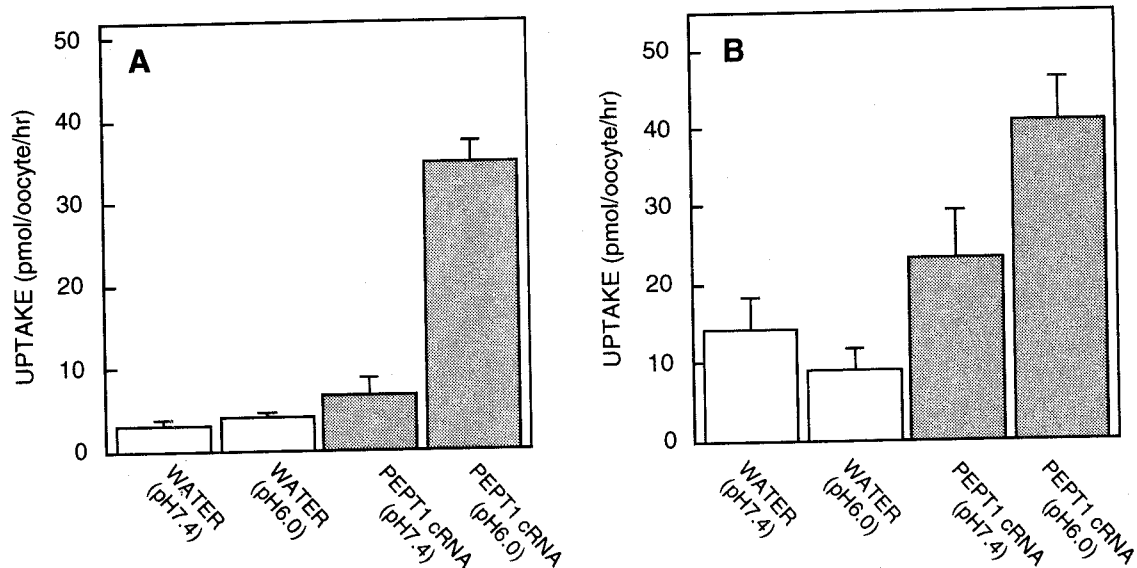 A
UPTAKE (pmol/oocyte/hr)
50
40
30
20
10
0
WATER
(pH7.4)
WATER
(pH6.0)
PEPT1 cRNA
(pH7.4)
PEPT1 cRNA
(pH6.0)
B
UPTAKE (pmol/oocyte/hr)
50
40
30
20
10
0
WATER
(pH7.4)
WATER
(pH6.0)
PEPT1 cRNA
(pH7.4)
PEPT1 cRNA
(pH6.0)